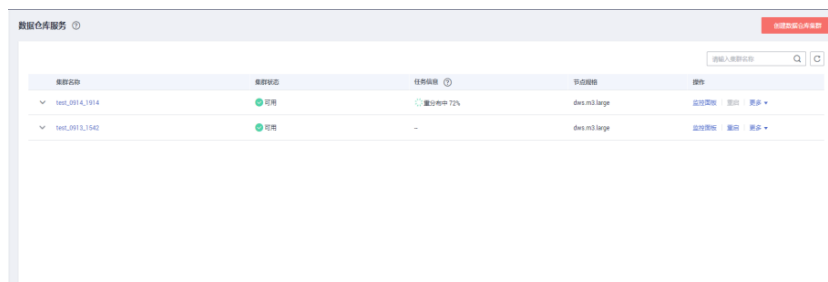 数据仓库服务 ?
创建数据仓库集群
请输入集群名称
集群名称 集群状态 任务信息 ? 节点规格 操作
test_0914_1914 可用 重分布中 72% dws.m3.large 监控面板 重启 更多
test_0913_1542 可用 -- dws.m3.large 监控面板 重启 更多